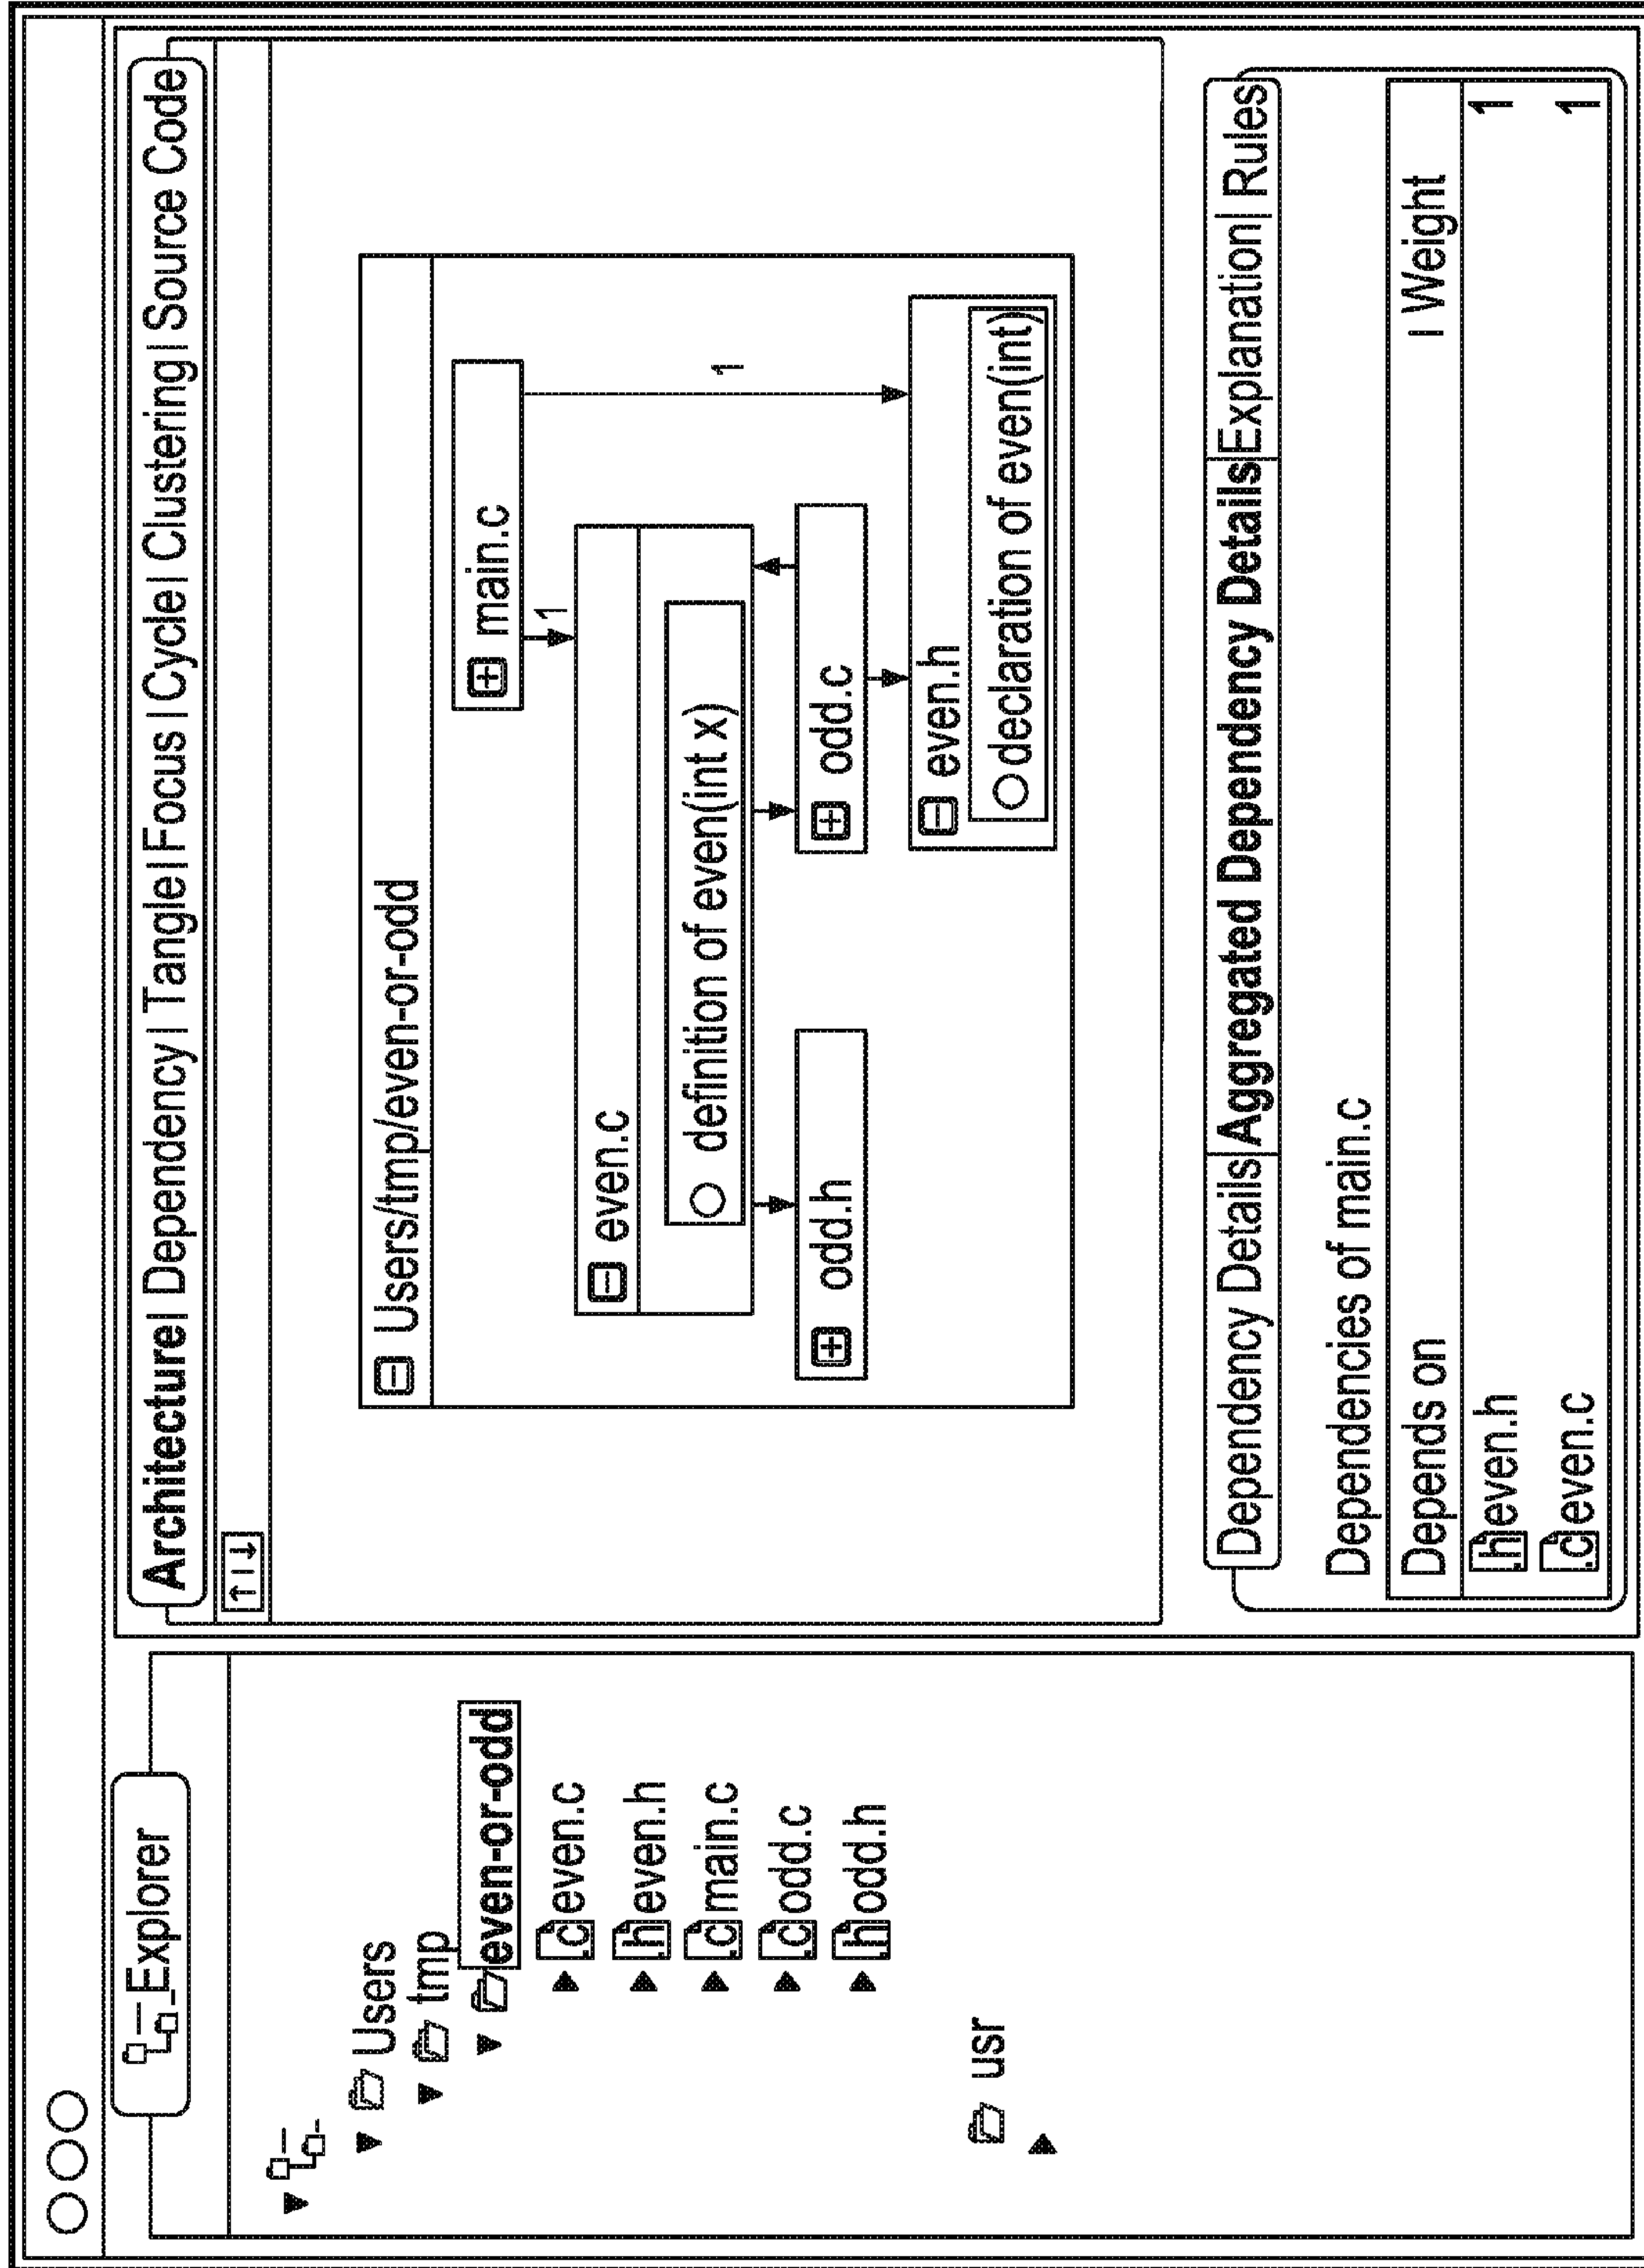 Explorer
Users
tmp
even-or-odd
.c even.c
.h even.h
.c main.c
.c odd.c
.h odd.h
usr
Architecture| Dependency| Tangle| Focus | Cycle| Clustering| Source Code
Users/tmp/even-or-odd
main.c
1
1
even.c
definition of even(int x)
odd.h
odd.c
even.h
declaration of even(int)
Dependency Details| Aggregated Dependency Details| Explanation| Rules
Dependencies of main.c
Depends on | Weight
.h even.h 1
.c even.c 1